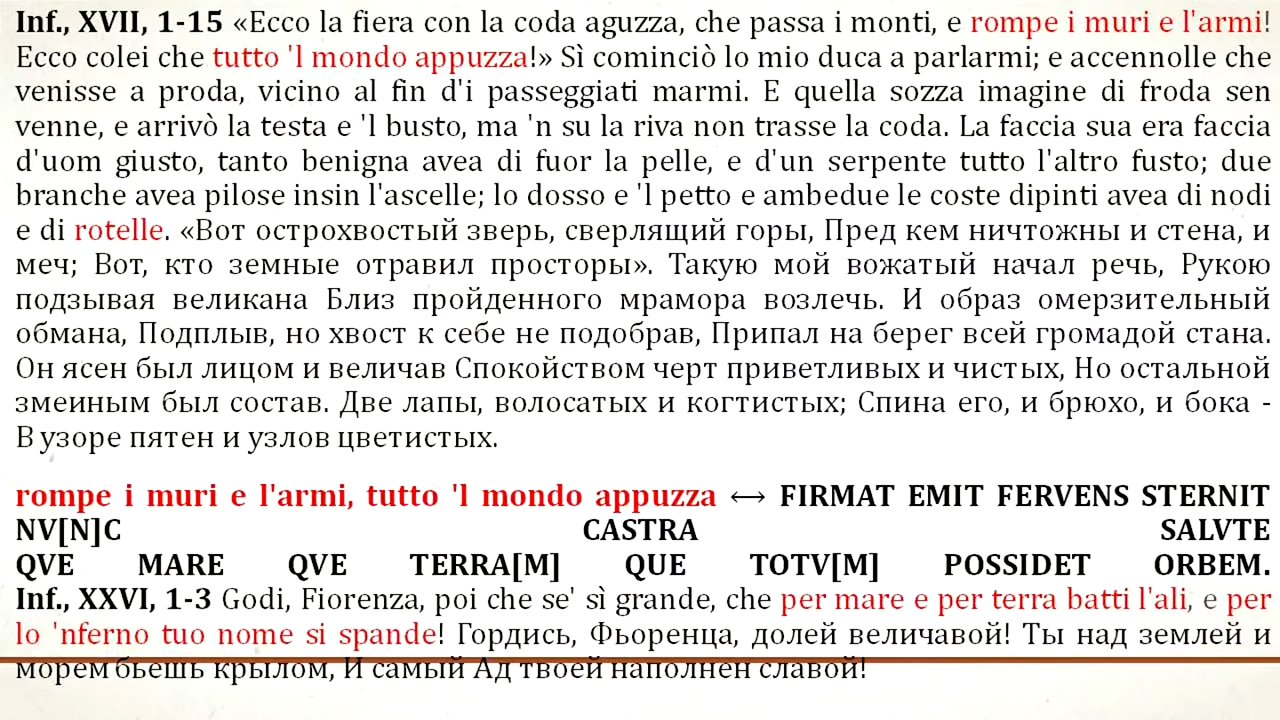 Inf., XVII, 1-15 «Ecco la fiera con la coda aguzza, che passa i monti, e rompe i muri e l'armi!
Ecco colei che tutto 'l mondo appuzza!» Sì cominciò lo mio duca a parlarmi; e accennolle che
venisse a proda, vicino al fin d'i passeggiati marmi. E quella sozza imagine di froda sen
venne, e arrivò la testa e 'l busto, ma 'n su la riva non trasse la coda. La faccia sua era faccia
d'uom giusto, tanto benigna avea di fuor la pelle, e d'un serpente tutto l'altro fusto; due
branche avea pilose insin l'ascelle; lo dosso e 'l petto e ambedue le coste dipinti avea di nodi
e di rotelle. «Вот острохвостый зверь, сверлящий горы, Пред кем ничтожны и стена, и
меч; Вот, кто земные отравил просторы». Такую мой вожатый начал речь, Рукою
подзывая великана Близ пройденного мрамора возлечь. И образ омерзительный
обмана, Подплыв, но хвост к себе не подобрав, Припал на берег всей громадой стана.
Он ясен был лицом и величав Спокойством черт приветливых и чистых, Но остальной
змеиным был состав. Две лапы, волосатых и когтистых; Спина его, и брюхо, и бока -
В узоре пятен и узлов цветистых.
rompe i muri e l'armi, tutto 'l mondo appuzza ↔ FIRMAT EMIT FERVENS STERNIT
NV[N]C CASTRA SALVTE
QVE MARE QVE TERRA[M] QUE TOTV[M] POSSIDET ORBEM.
Inf., XXVI, 1-3 Godi, Fiorenza, poi che se' sì grande, che per mare e per terra batti l'ali, e per
lo 'nferno tuo nome si spande! Гордись, Фьоренца, долей величавой! Ты над землей и
морем бьешь крылом, И самый Ад твоей наполнен славой!